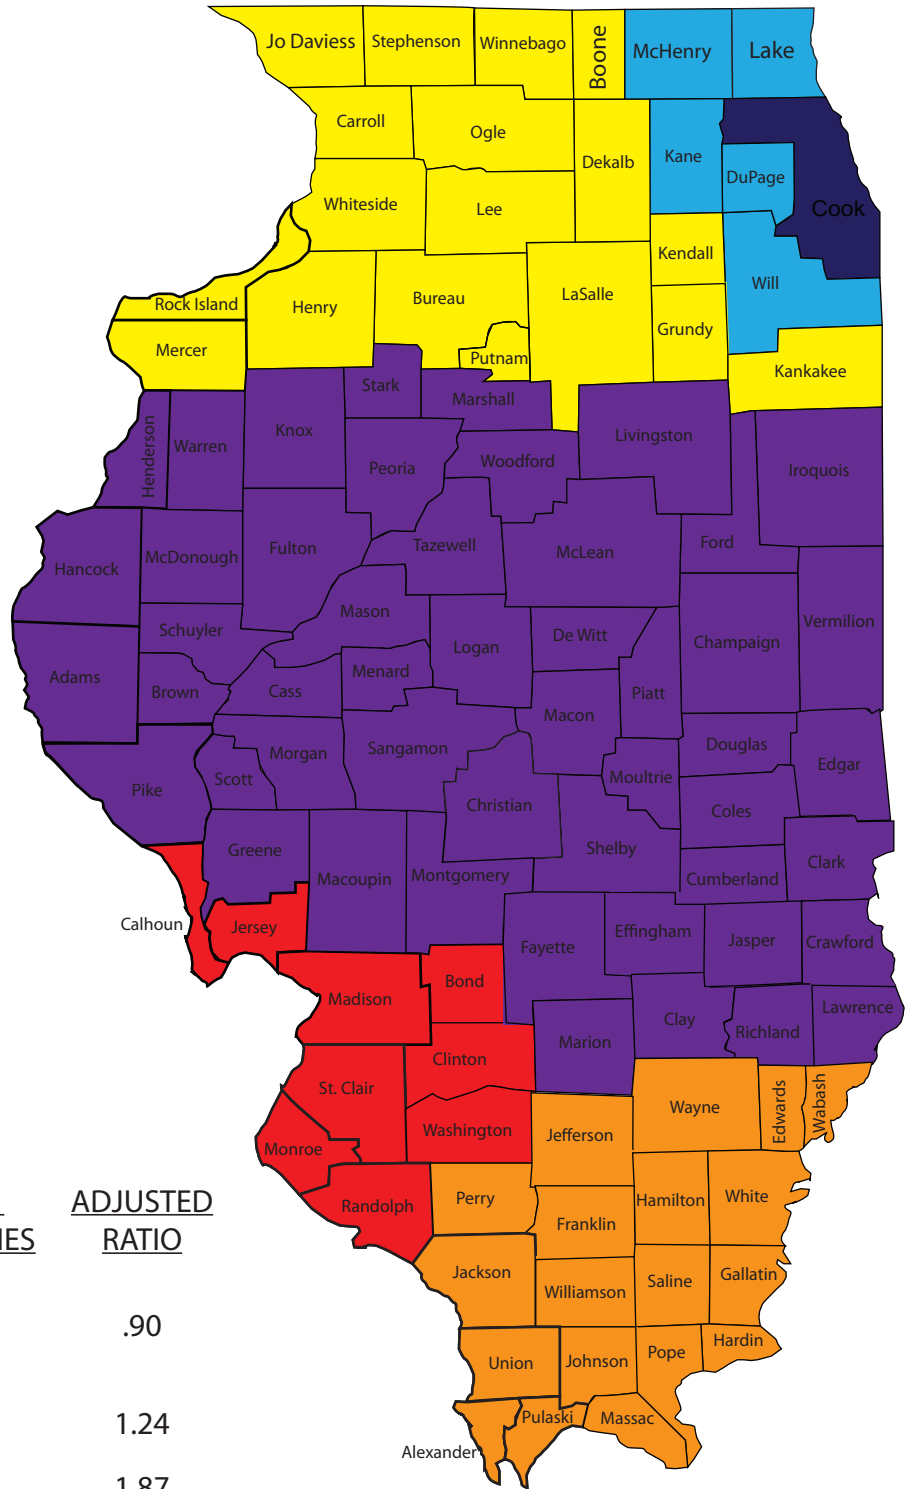 Jo Daviess
Stephenson
Winnebago
Boone
McHenry
Lake
Carroll
Ogle
Dekalb
Kane
DuPage
Cook
Whiteside
Lee
Kendall
Will
Rock Island
Henry
Bureau
LaSalle
Grundy
Mercer
Putnam
Kankakee
Stark
Marshall
Henderson
Warren
Knox
Peoria
Woodford
Livingston
Iroquois
Hancock
McDonough
Fulton
Tazewell
McLean
Ford
Mason
Schuyler
Logan
De Witt
Champaign
Vermilion
Adams
Brown
Cass
Menard
Piatt
Macon
Pike
Scott
Morgan
Sangamon
Christian
Moultrie
Douglas
Edgar
Coles
Greene
Macoupin
Montgomery
Shelby
Cumberland
Clark
Calhoun
Jersey
Fayette
Effingham
Jasper
Crawford
Madison
Bond
Marion
Clay
Richland
Lawrence
Clinton
St. Clair
Washington
Jefferson
Wayne
Edwards
Wabash
Monroe
Randolph
Perry
Franklin
Hamilton
White
Jackson
Williamson
Saline
Gallatin
Union
Johnson
Pope
Hardin
Alexander
Pulaski
Massac
ADJUSTED
RATIO
.90
1.24
1.87